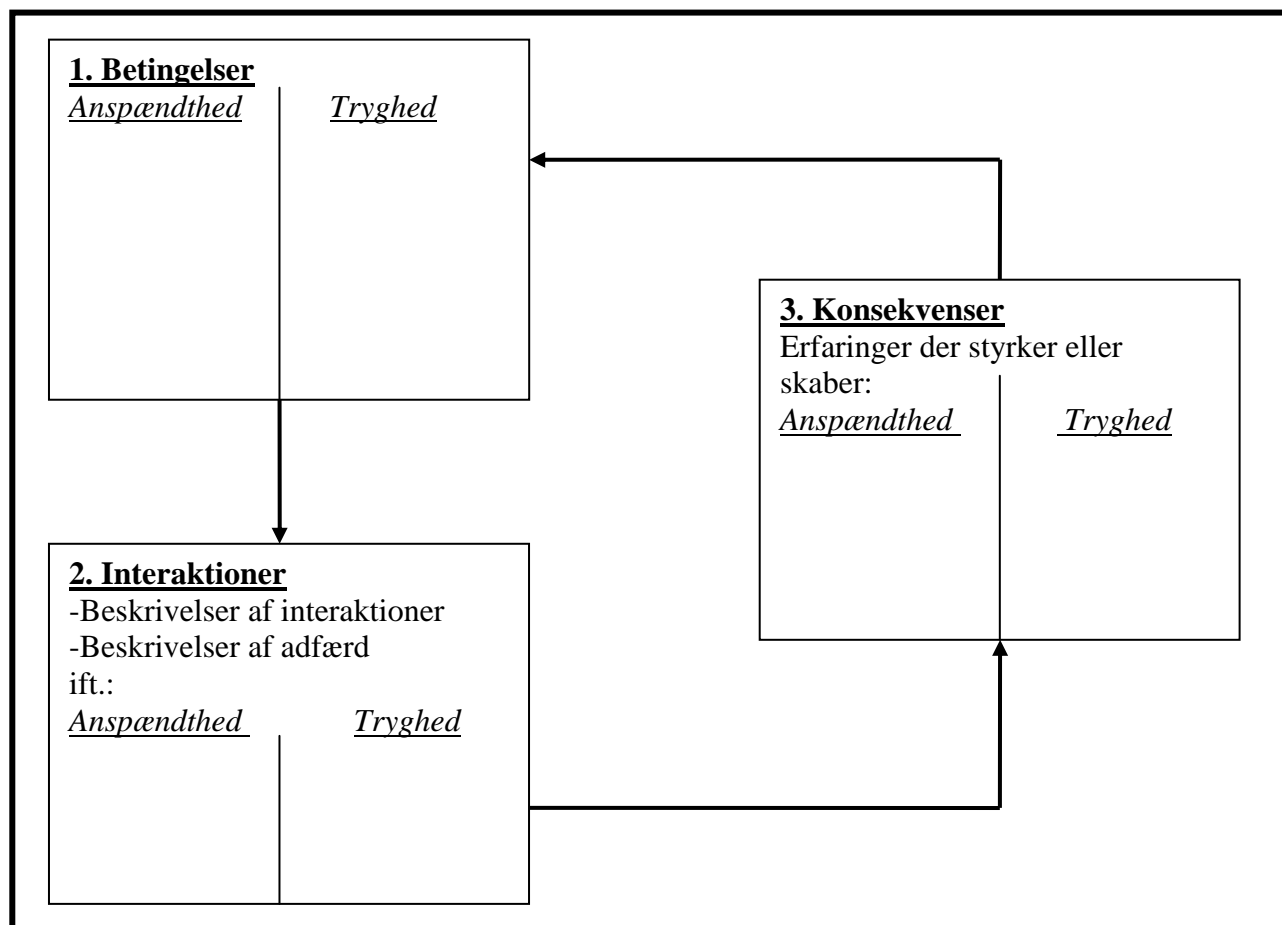 1. Betingelser
Anspændthed Tryghed
2. Interaktioner
-Beskrivelser af interaktioner
-Beskrivelser af adfærd
ift.:
Anspændthed Tryghed
3. Konsekvenser
Erfaringer der styrker eller
skaber:
Anspændthed Tryghed